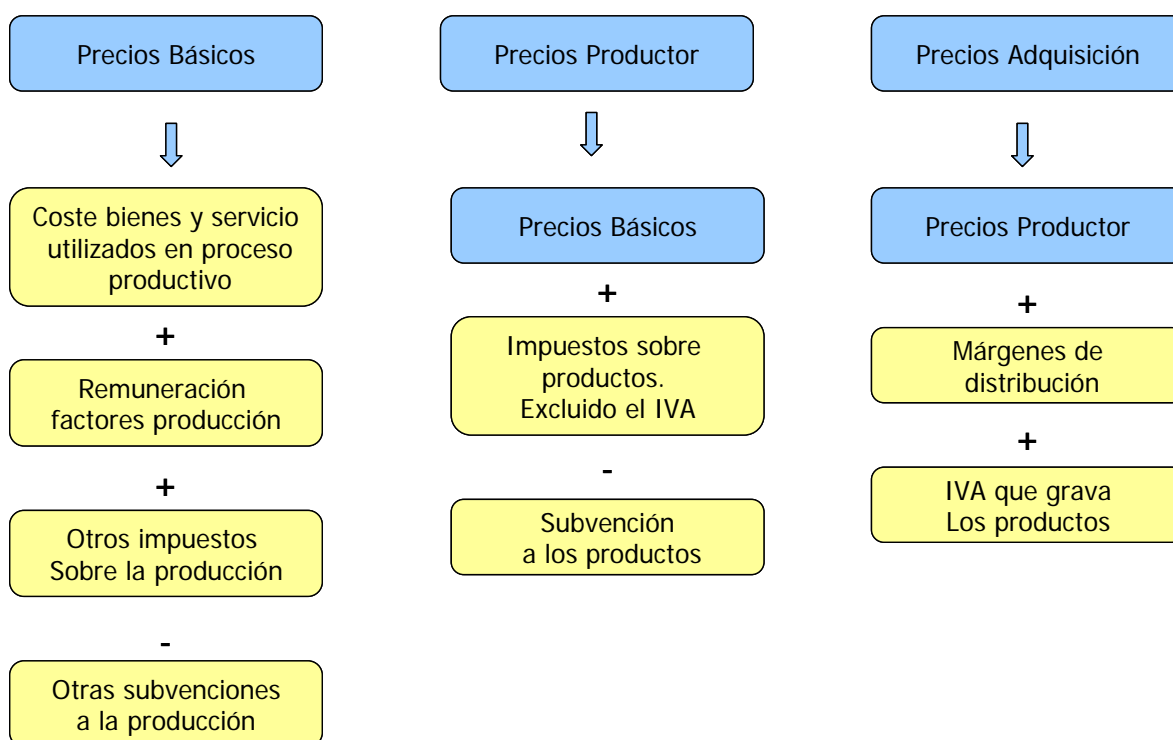 Precios Básicos
Coste bienes y servicio
utilizados en proceso
productivo
+
Remuneración
factores producción
+
Otros impuestos
Sobre la producción
-
Otras subvenciones
a la producción
Precios Productor
Precios Básicos
+
Impuestos sobre
productos.
Excluido el IVA
-
Subvención
a los productos
Precios Adquisición
Precios Productor
+
Márgenes de
distribución
+
IVA que grava
Los productos